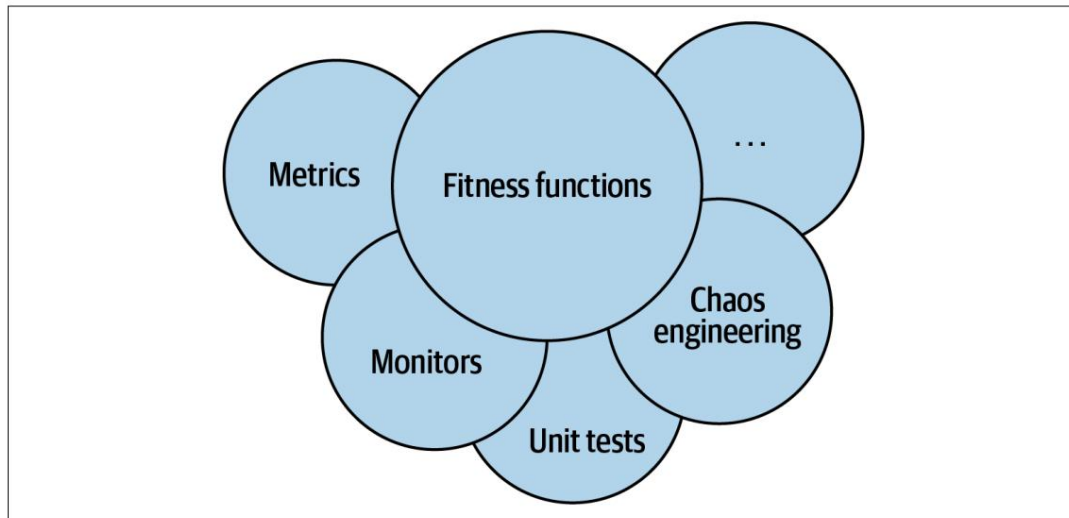 Metrics
Fitness functions
...
Monitors
Chaos
engineering
Unit tests